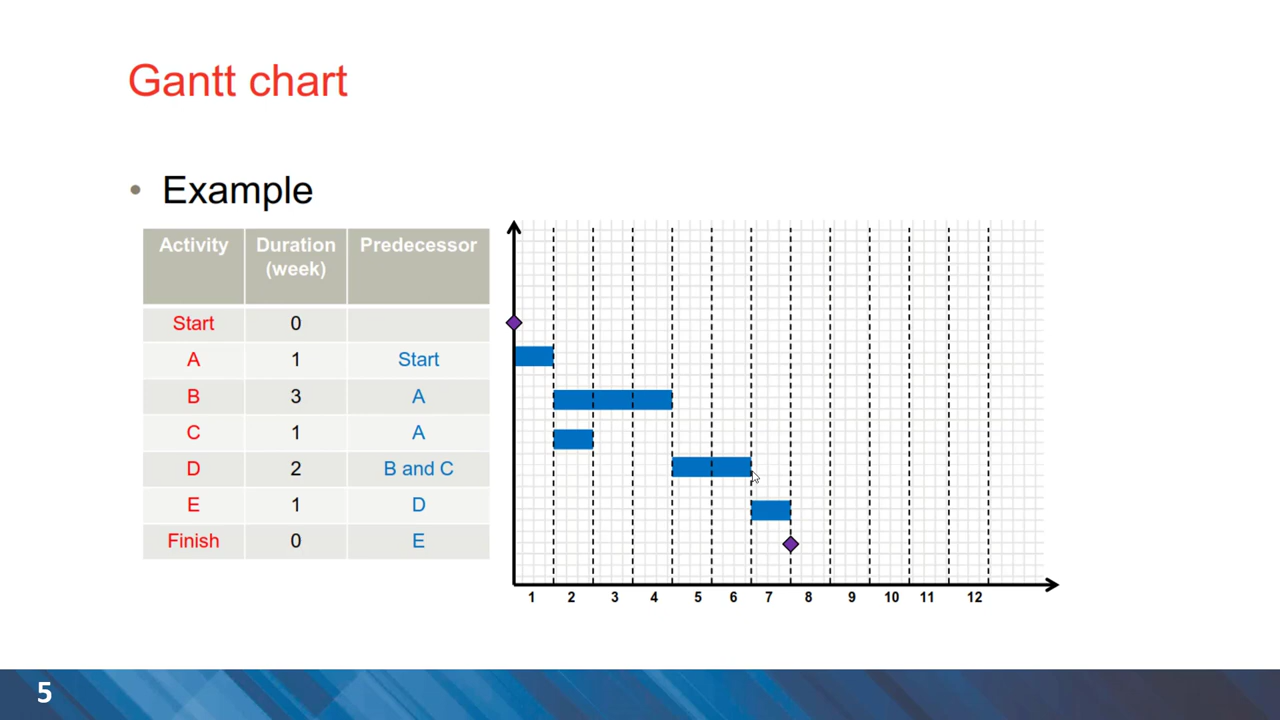 Gantt chart
• Example
Activity Duration Predecessor
(week)
Start 0
A 1 Start
B 3 A
C 1 A
D 2 B and C
E 1 D
Finish 0 E
1 2 3 4 5 6 7 8 9 10 11 12
5